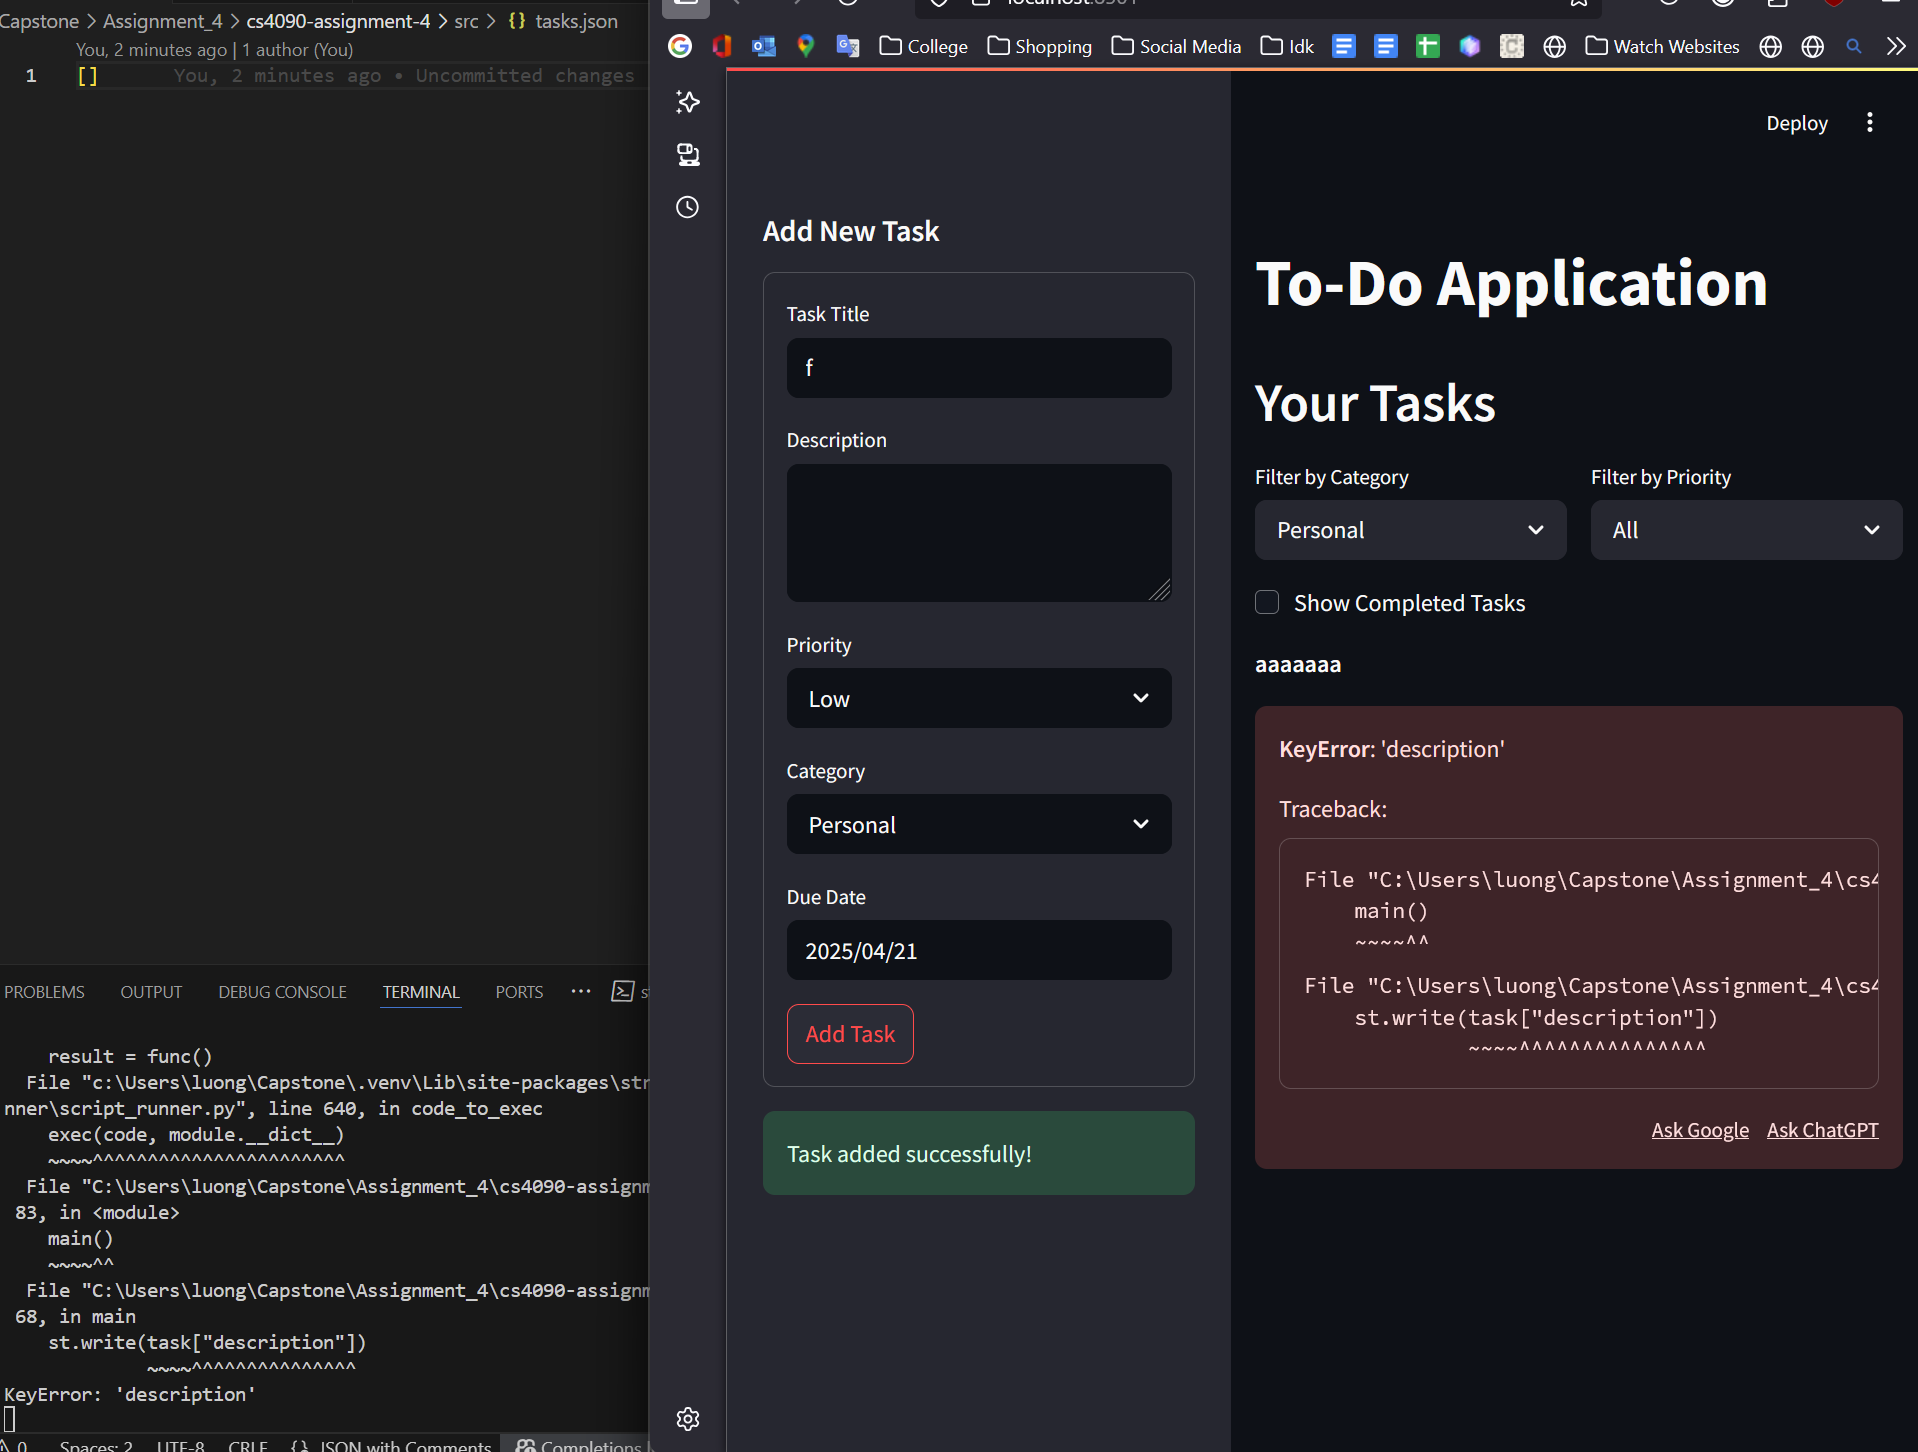 Capstone > Assignment_4 > cs4090-assignment-4 > src > {} tasks.json
You, 2 minutes ago | 1 author (You)
1 [] You, 2 minutes ago • Uncommitted changes
PROBLEMS OUTPUT DEBUG CONSOLE TERMINAL PORTS ···
result = func()
File "c:\Users\luong\Capstone\.venv\Lib\site-packages\str
nner\script_runner.py", line 640, in code_to_exec
exec(code, module.__dict__)
~~~~^^^^^^^^^^^^^^^^^^^^^^^
File "C:\Users\luong\Capstone\Assignment_4\cs4090-assignm
83, in <module>
main()
~~~~^^
File "C:\Users\luong\Capstone\Assignment_4\cs4090-assignm
68, in main
st.write(task["description"])
~~~~^^^^^^^^^^^^^^^
KeyError: 'description'
0 Spaces: 2 UTF-8 CRLF {} JSON with Comments Completions
College Shopping Social Media Idk Watch Websites
Add New Task
Task Title
f
Description
Priority
Low
Category
Personal
Due Date
2025/04/21
Add Task
Task added successfully!
Deploy
To-Do Application
Your Tasks
Filter by Category Filter by Priority
Personal All
Show Completed Tasks
aaaaaaa
KeyError: 'description'
Traceback:
File "C:\Users\luong\Capstone\Assignment_4\cs4
main()
~~~~^^
File "C:\Users\luong\Capstone\Assignment_4\cs4
st.write(task["description"])
~~~~^^^^^^^^^^^^^^^
Ask Google Ask ChatGPT